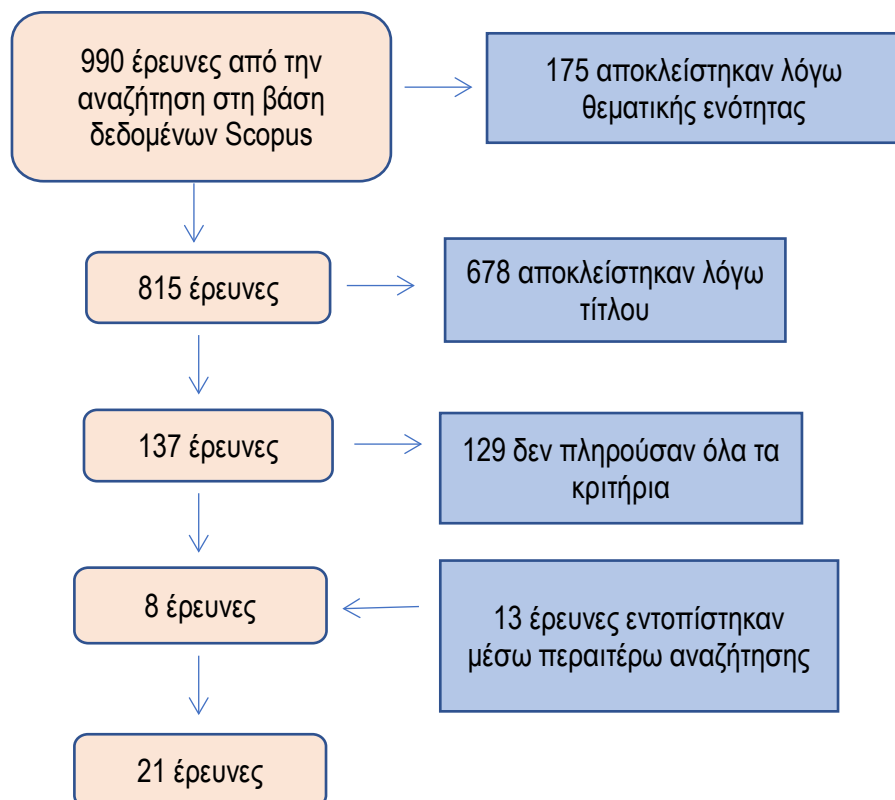 990 έρευνες από την
αναζήτηση στη βάση
δεδομένων Scopus
175 αποκλείστηκαν λόγω
θεματικής ενότητας
815 έρευνες
678 αποκλείστηκαν λόγω
τίτλου
137 έρευνες
129 δεν πληρούσαν όλα τα
κριτήρια
8 έρευνες
13 έρευνες εντοπίστηκαν
μέσω περαιτέρω αναζήτησης
21 έρευνες